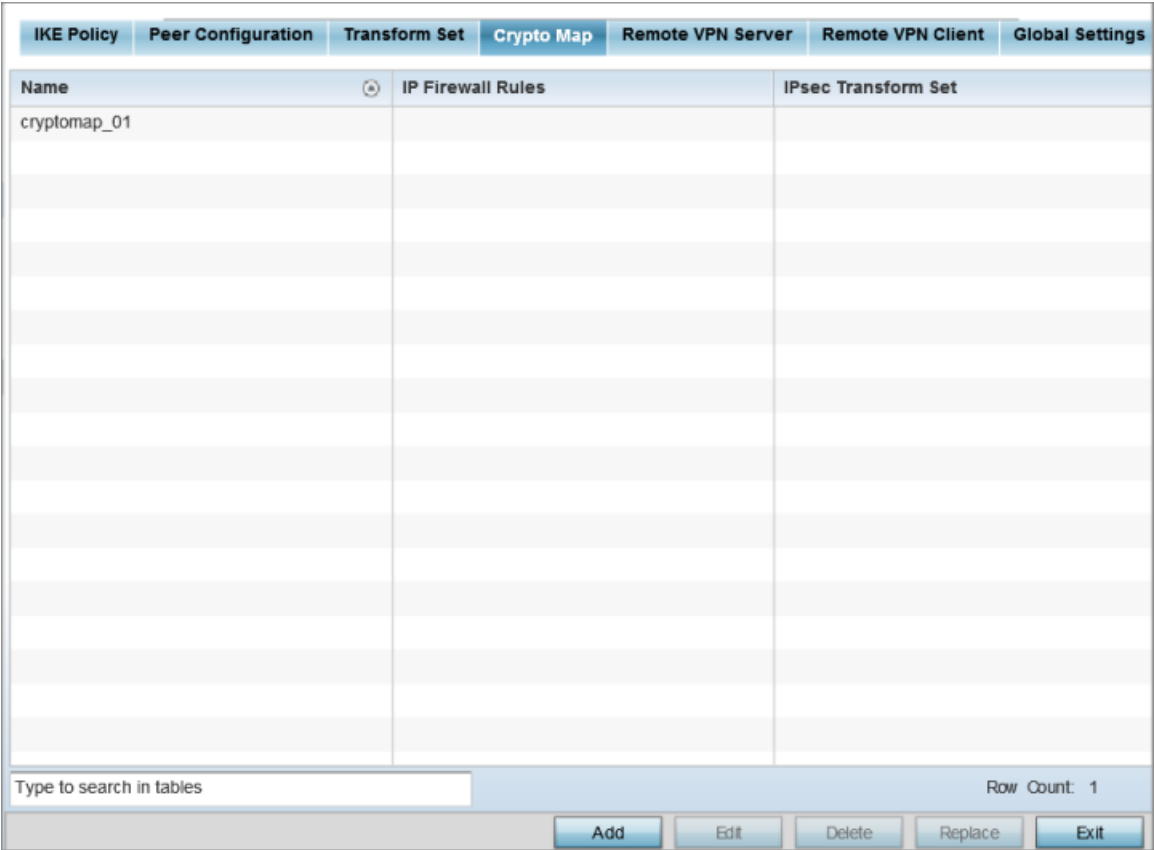 IKE Policy Peer Configuration Transform Set Crypto Map Remote VPN Server Remote VPN Client Global Settings
Name IP Firewall Rules IPsec Transform Set
cryptomap_01
Type to search in tables Row Count: 1
Add Edit Delete Replace Exit